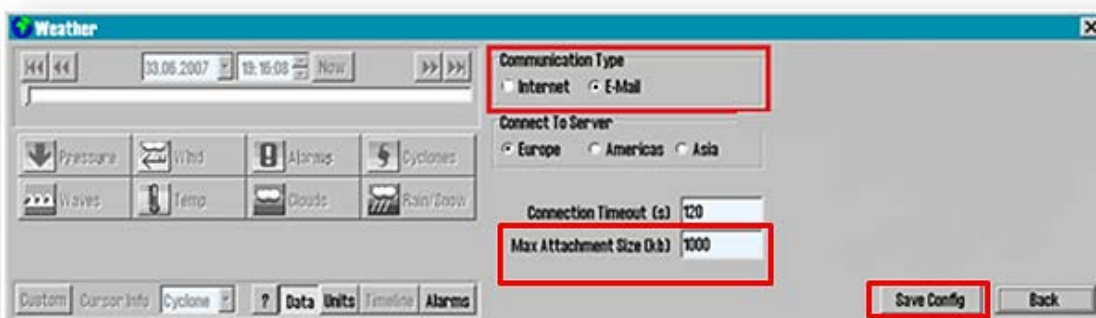 Weather
33.06.2007 19:16:08 Now
Communication Type
Internet E-Mail
Connect To Server
Europe Americas Asia
Pressure Wind Alarms Cyclones
Waves Temp. Clouds Rain/Snow
Connection Timeout (s) 120
Max Attachment Size (kb) 1000
Custom Cursor Info Cyclone ? Data Units Timeline Alarms
Save Config Back